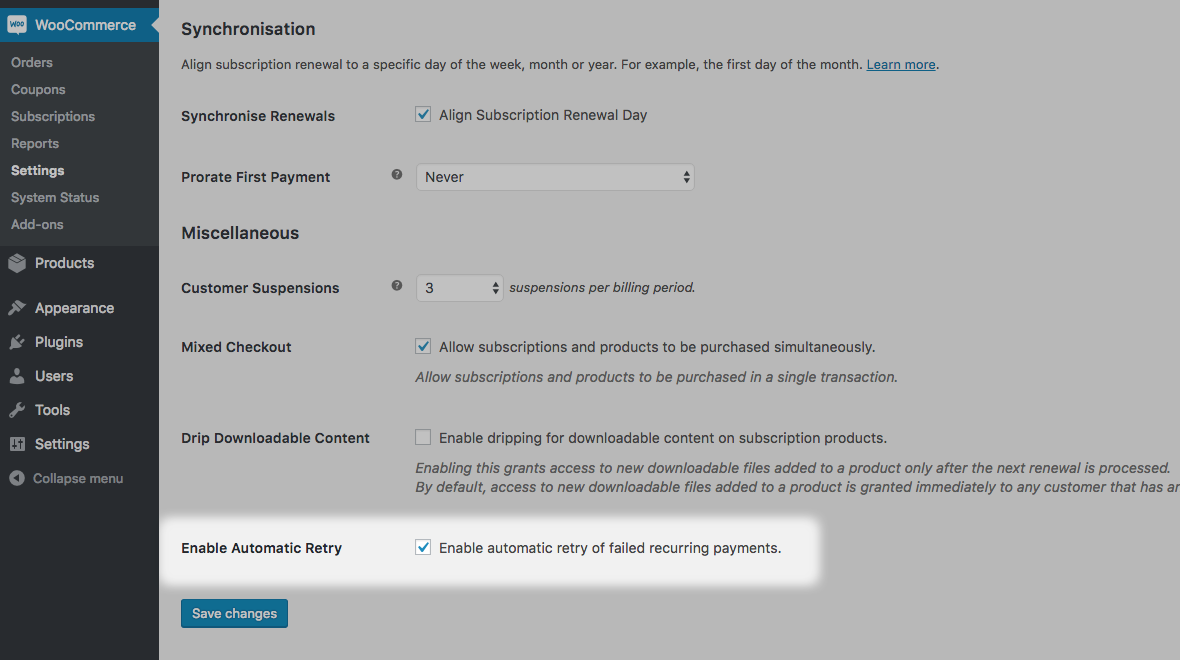 WOO WooCommerce
Orders
Coupons
Subscriptions
Reports
Settings
System Status
Add-ons
Products
Appearance
Plugins
Users
Tools
Settings
Collapse menu
Synchronisation
Align subscription renewal to a specific day of the week, month or year. For example, the first day of the month. Learn more.
Synchronise Renewals Align Subscription Renewal Day
Prorate First Payment ? Never
Miscellaneous
Customer Suspensions ? 3 suspensions per billing period.
Mixed Checkout Allow subscriptions and products to be purchased simultaneously.
Allow subscriptions and products to be purchased in a single transaction.
Drip Downloadable Content Enable dripping for downloadable content on subscription products.
Enabling this grants access to new downloadable files added to a product only after the next renewal is processed.
By default, access to new downloadable files added to a product is granted immediately to any customer that has
Enable Automatic Retry Enable automatic retry of failed recurring payments.
Save changes